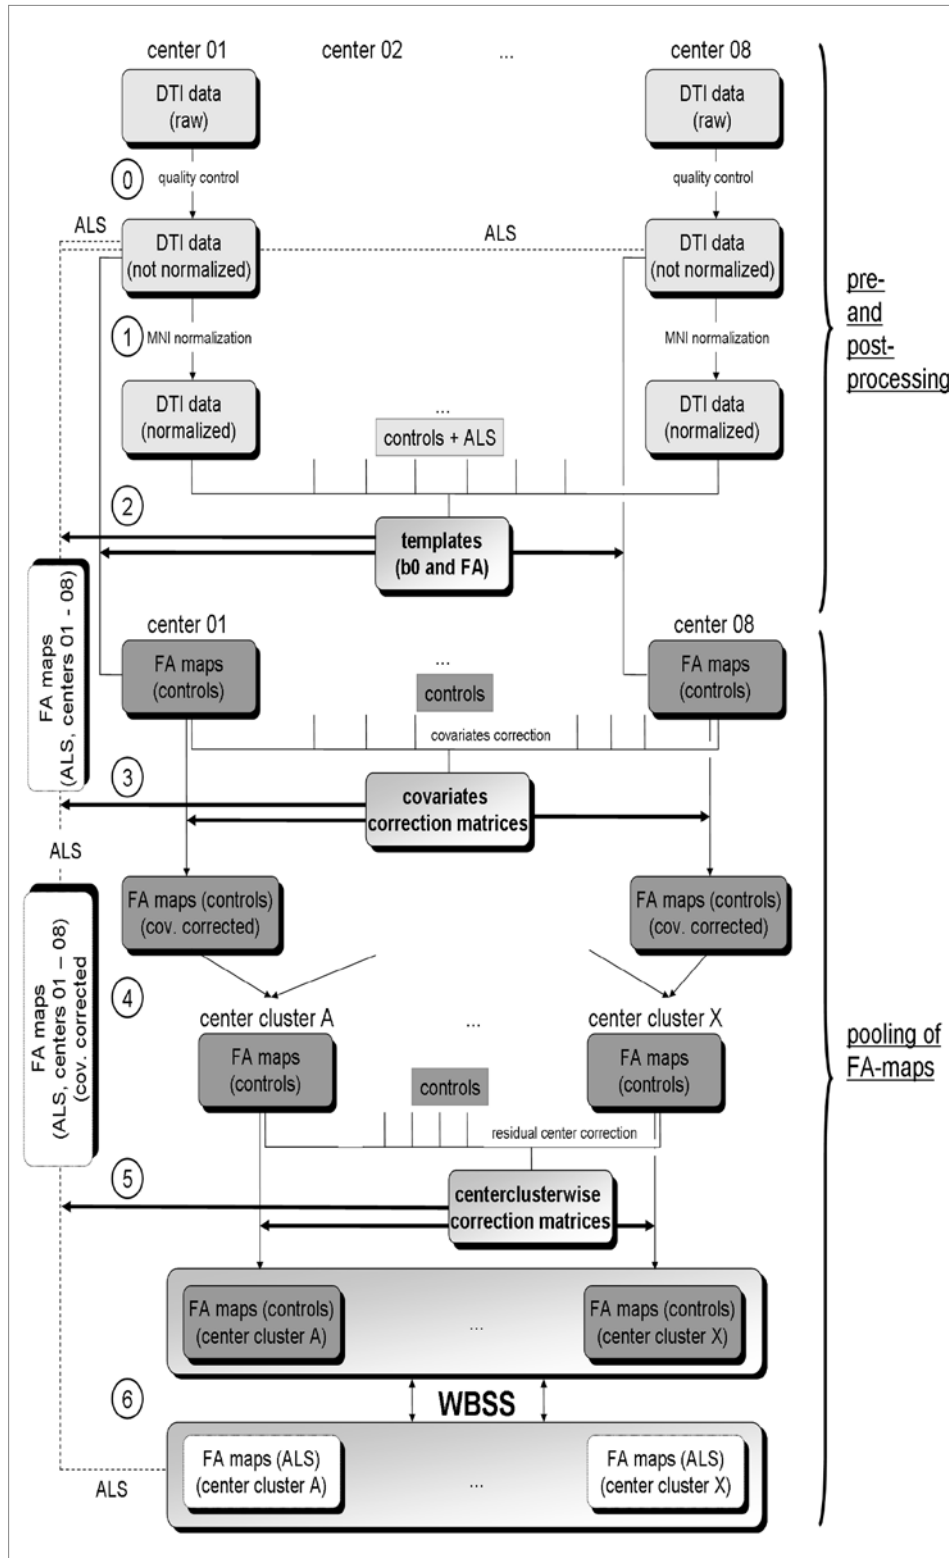 center 01
center 02
...
center 08
DTI data
(raw)
DTI data
(raw)
0
quality control
quality control
ALS
DTI data
(not normalized)
ALS
DTI data
(not normalized)
pre-
and
post-
processing
1
MNI normalization
MNI normalization
DTI data
(normalized)
...
controls + ALS
DTI data
(normalized)
2
templates
(b0 and FA)
FA maps
(ALS, centers 01 - 08)
center 01
center 08
FA maps
(controls)
...
controls
FA maps
(controls)
covariates correction
3
covariates
correction matrices
ALS
FA maps (controls)
(cov. corrected)
FA maps (controls)
(cov. corrected)
FA maps
(ALS, centers 01 – 08)
(cov. corrected
4
center cluster A
...
center cluster X
FA maps
(controls)
controls
FA maps
(controls)
pooling of
FA-maps
residual center correction
5
centerclusterwise
correction matrices
FA maps (controls)
(center cluster A)
...
FA maps (controls)
(center cluster X)
6
WBSS
ALS
FA maps (ALS)
(center cluster A)
...
FA maps (ALS)
(center cluster X)